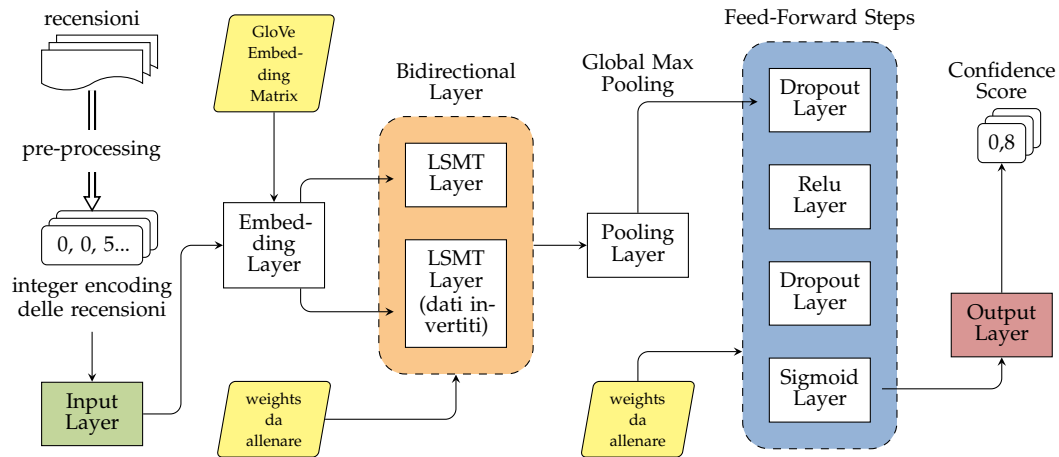 recensioni
pre-processing
0, 0, 5...
integer encoding
delle recensioni
Input
Layer
GloVe
Embed-
ding
Matrix
Embed-
ding
Layer
weights
da
allenare
Bidirectional
Layer
LSMT
Layer
LSMT
Layer
(dati in-
vertiti)
Global Max
Pooling
Pooling
Layer
weights
da
allenare
Feed-Forward Steps
Dropout
Layer
Relu
Layer
Dropout
Layer
Sigmoid
Layer
Confidence
Score
0,8
Output
Layer